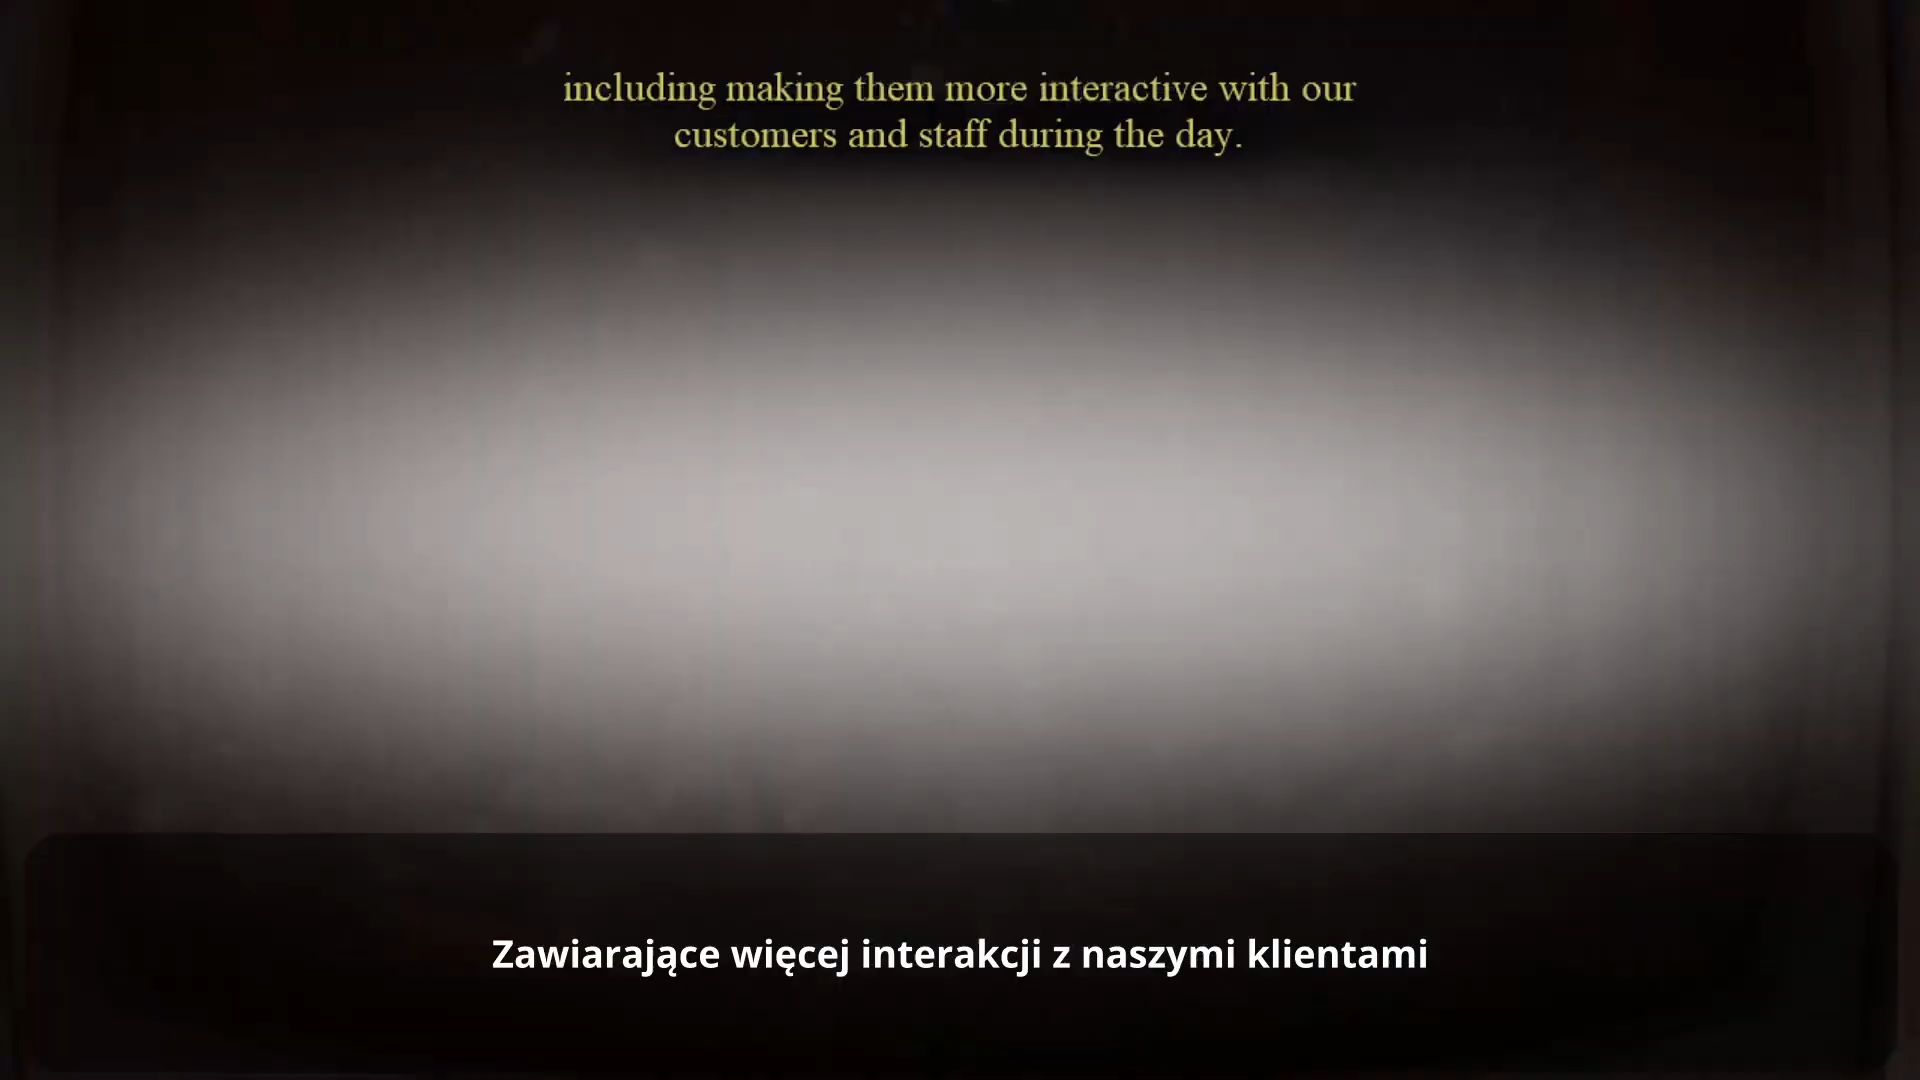 including making them more interactive with our
customers and staff during the day.
Zawiarające więcej interakcji z naszymi klientami